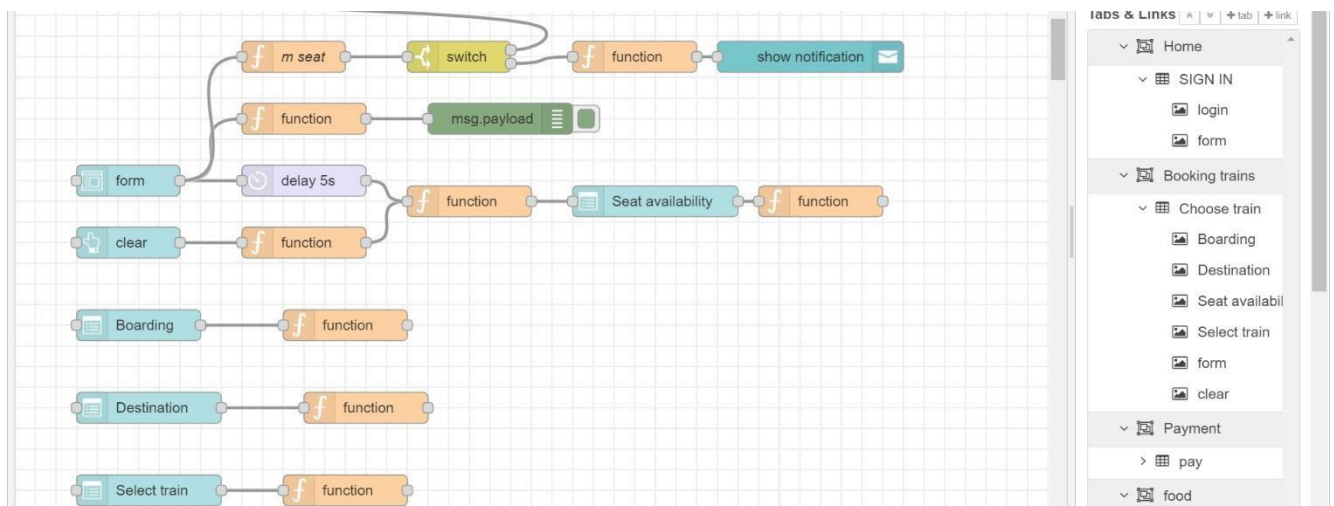 m seat
switch
function
show notification
function
msg.payload
form
delay 5s
function
Seat availability
function
clear
function
Boarding
function
Destination
function
Select train
function
Tabs & Links
+ tab
+ link
Home
SIGN IN
login
form
Booking trains
Choose train
Boarding
Destination
Seat availabil
Select train
form
clear
Payment
pay
food